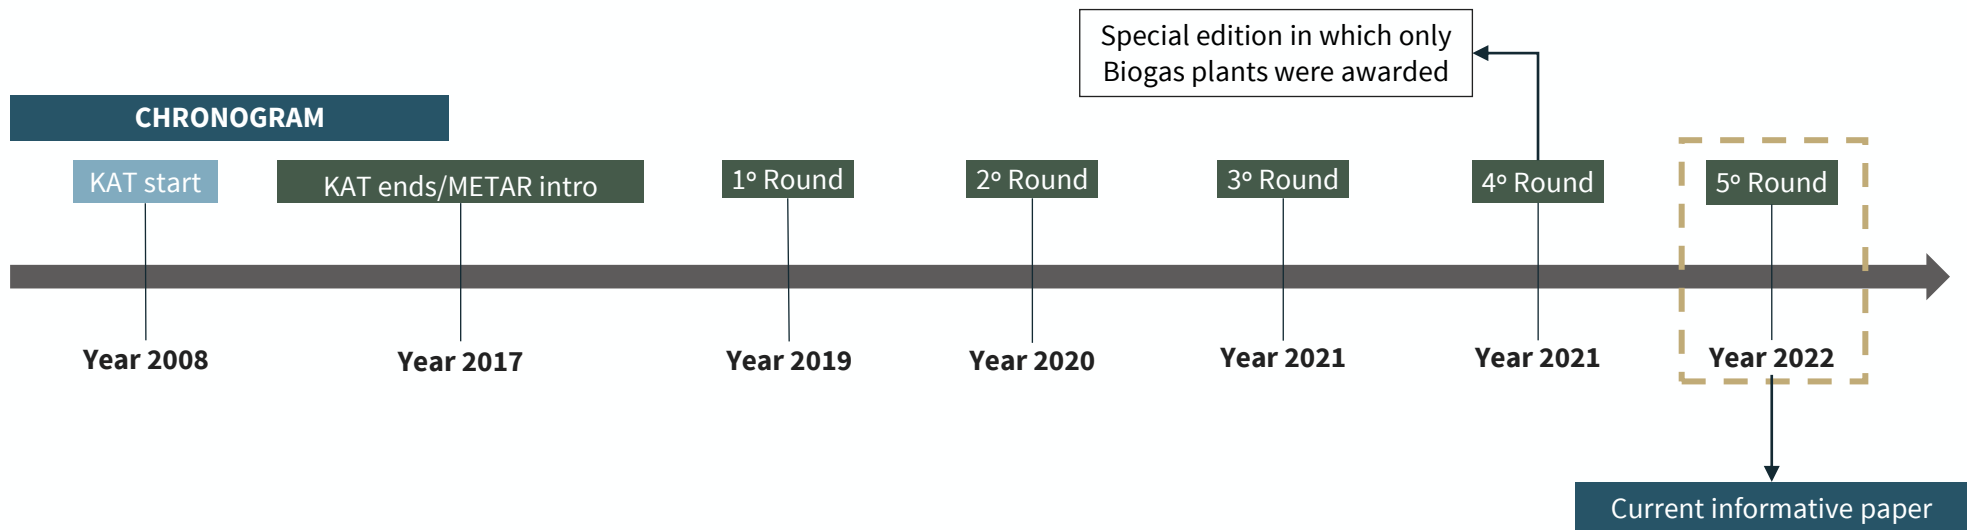 Special edition in which only
Biogas plants were awarded
CHRONOGRAM
KAT start
KAT ends/METAR intro
1º Round
2º Round
3º Round
4º Round
5º Round
Year 2008
Year 2017
Year 2019
Year 2020
Year 2021
Year 2021
Year 2022
Current informative paper